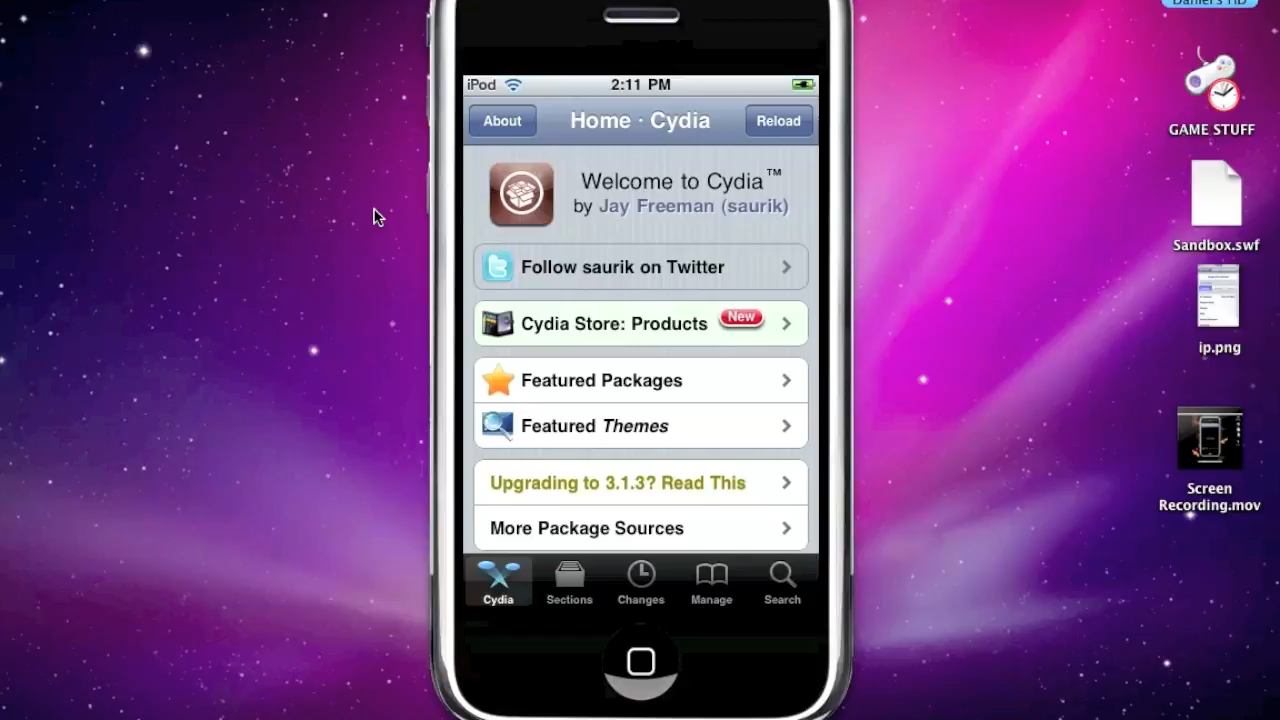 Daniel's HD
iPod 2:11 PM
About Home · Cydia Reload
Welcome to Cydia™
by Jay Freeman (saurik)
Follow saurik on Twitter
Cydia Store: Products New
Featured Packages
Featured Themes
Upgrading to 3.1.3? Read This
More Package Sources
Cydia Sections Changes Manage Search
GAME STUFF
Sandbox.swf
ip.png
Screen
Recording.mov